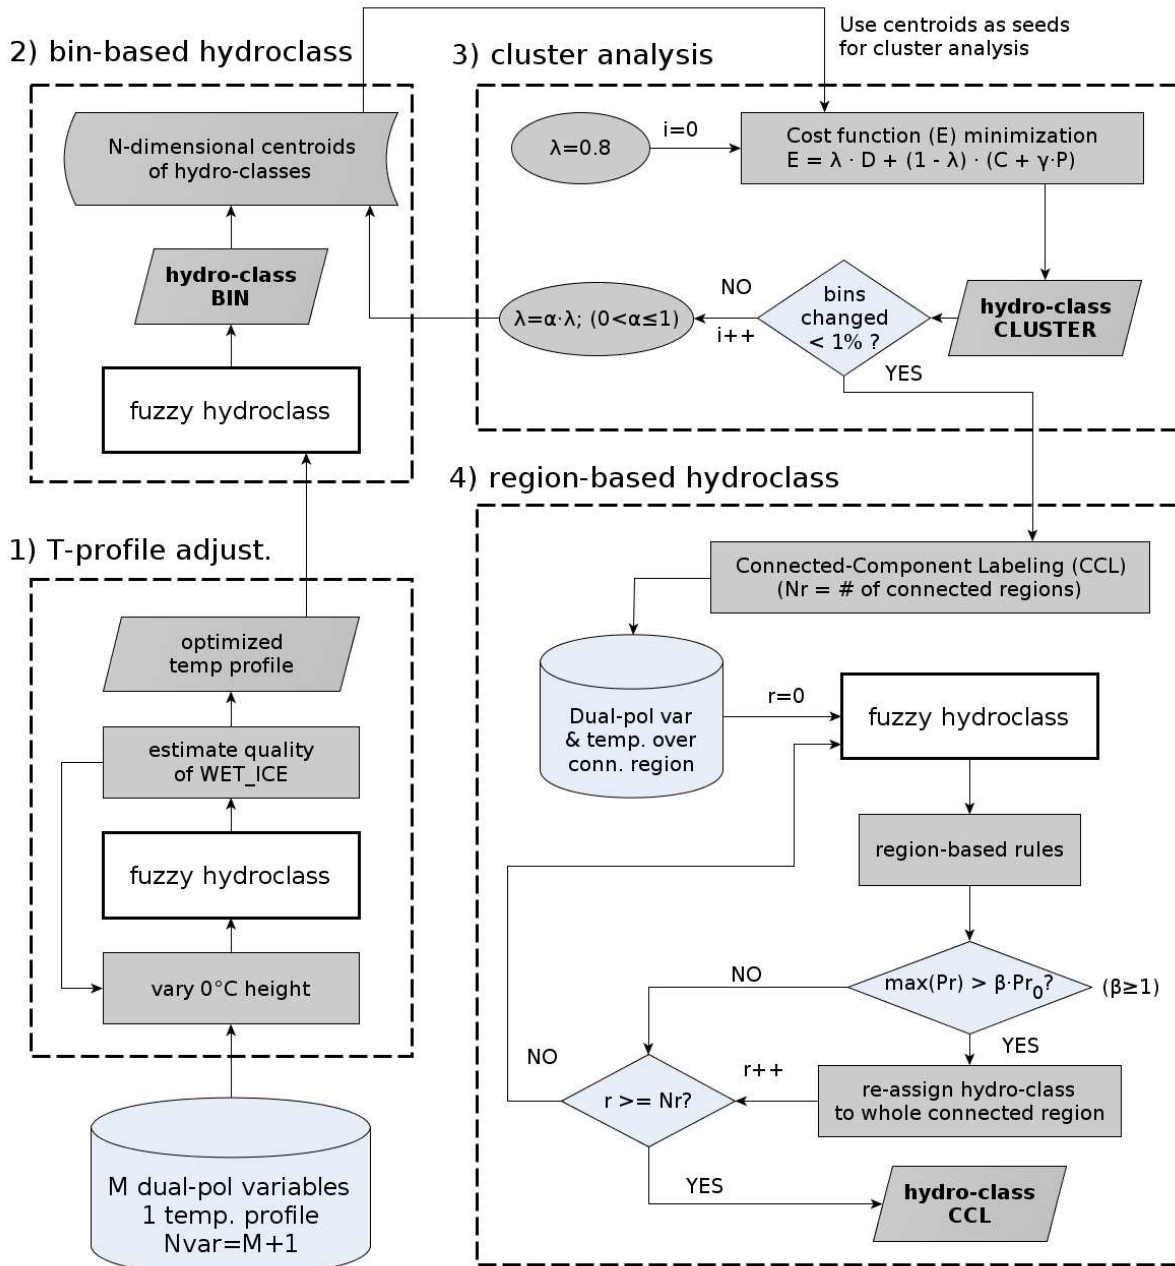 2) bin-based hydroclass
N-dimensional centroids
of hydro-classes
hydro-class
BIN
fuzzy hydroclass
1) T-profile adjust.
optimized
temp profile
estimate quality
of WET_ICE
fuzzy hydroclass
vary 0°C height
M dual-pol variables
1 temp. profile
Nvar=M+1
Use centroids as seeds
for cluster analysis
3) cluster analysis
λ=0.8
i=0
Cost function (E) minimization
E = λ · D + (1 - λ) · (C + γ·P)
hydro-class
CLUSTER
bins
changed
< 1% ?
NO
i++
λ=α·λ; (0<α≤1)
YES
4) region-based hydroclass
Connected-Component Labeling (CCL)
(Nr = # of connected regions)
Dual-pol var
& temp. over
conn. region
r=0
fuzzy hydroclass
region-based rules
max(Pr) > β·Pr₀?
(β≥1)
NO
YES
re-assign hydro-class
to whole connected region
r++
r >= Nr?
NO
YES
hydro-class
CCL